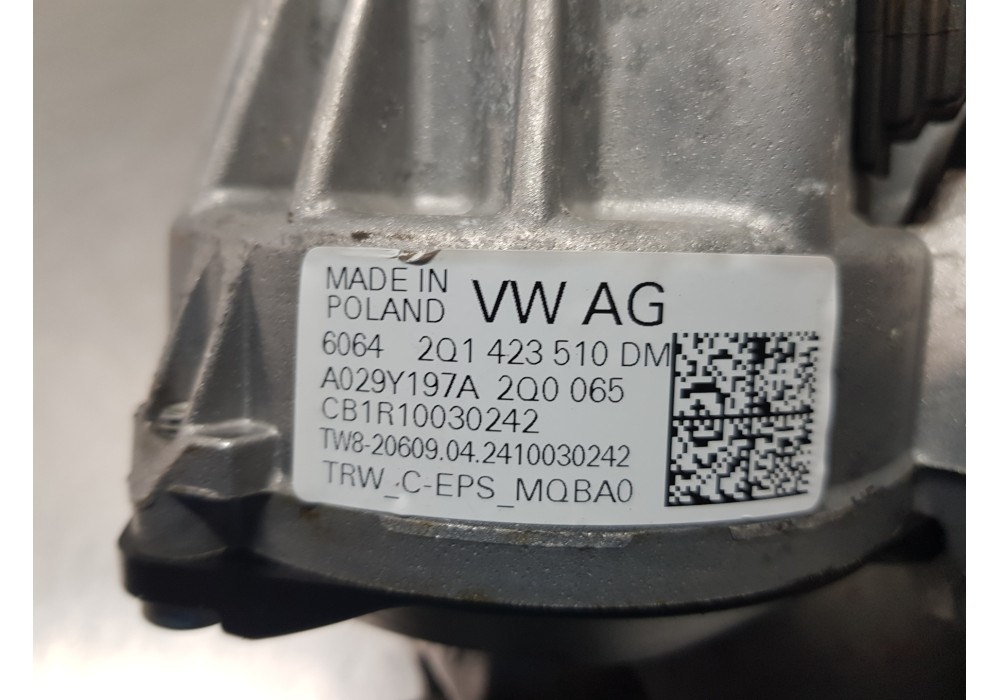 MADE IN
POLAND VW AG
6064 2Q1 423 510 DM
A029Y197A 2Q0 065
CB1R10030242
TW8-20609.04.2410030242
TRW_C-EPS_MQBA0